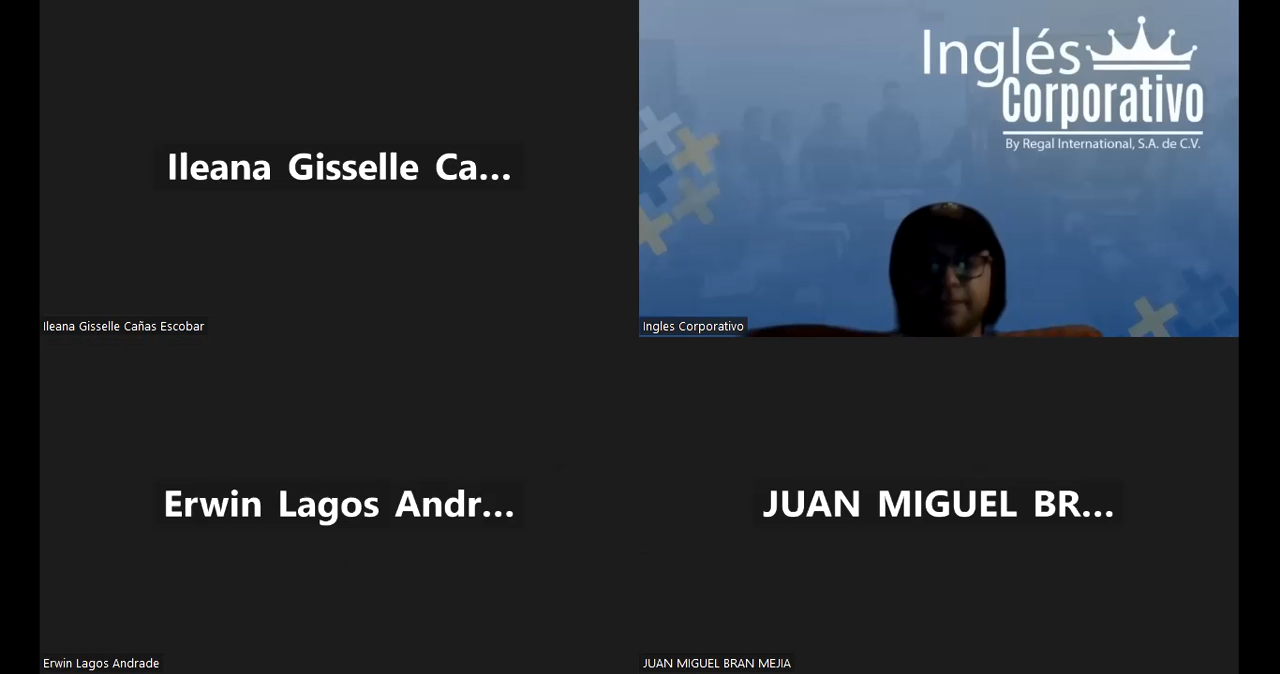 Ileana Gisselle Ca...
Ileana Gisselle Cañas Escobar
Inglés
Corporativo
By Regal International, S.A. de C.V.
Ingles Corporativo
Erwin Lagos Andr...
Erwin Lagos Andrade
JUAN MIGUEL BR...
JUAN MIGUEL BRAN MEJIA